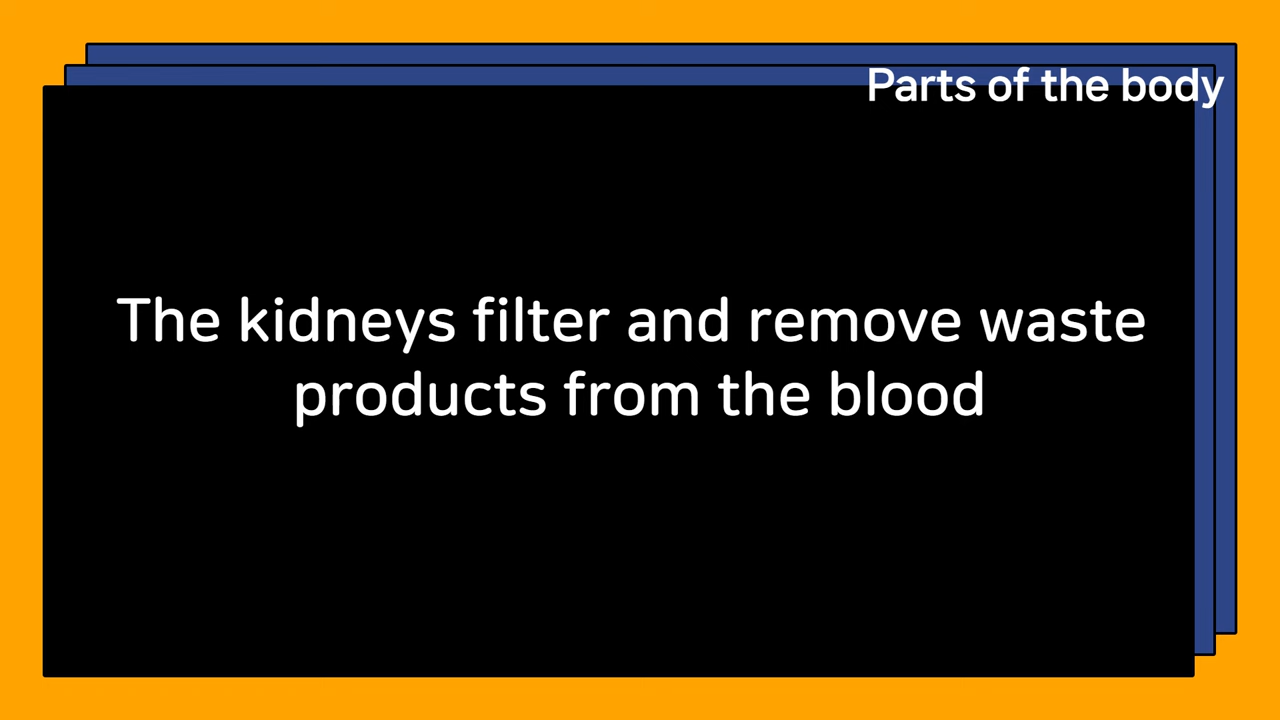 Parts of the body
The kidneys filter and remove waste
products from the blood